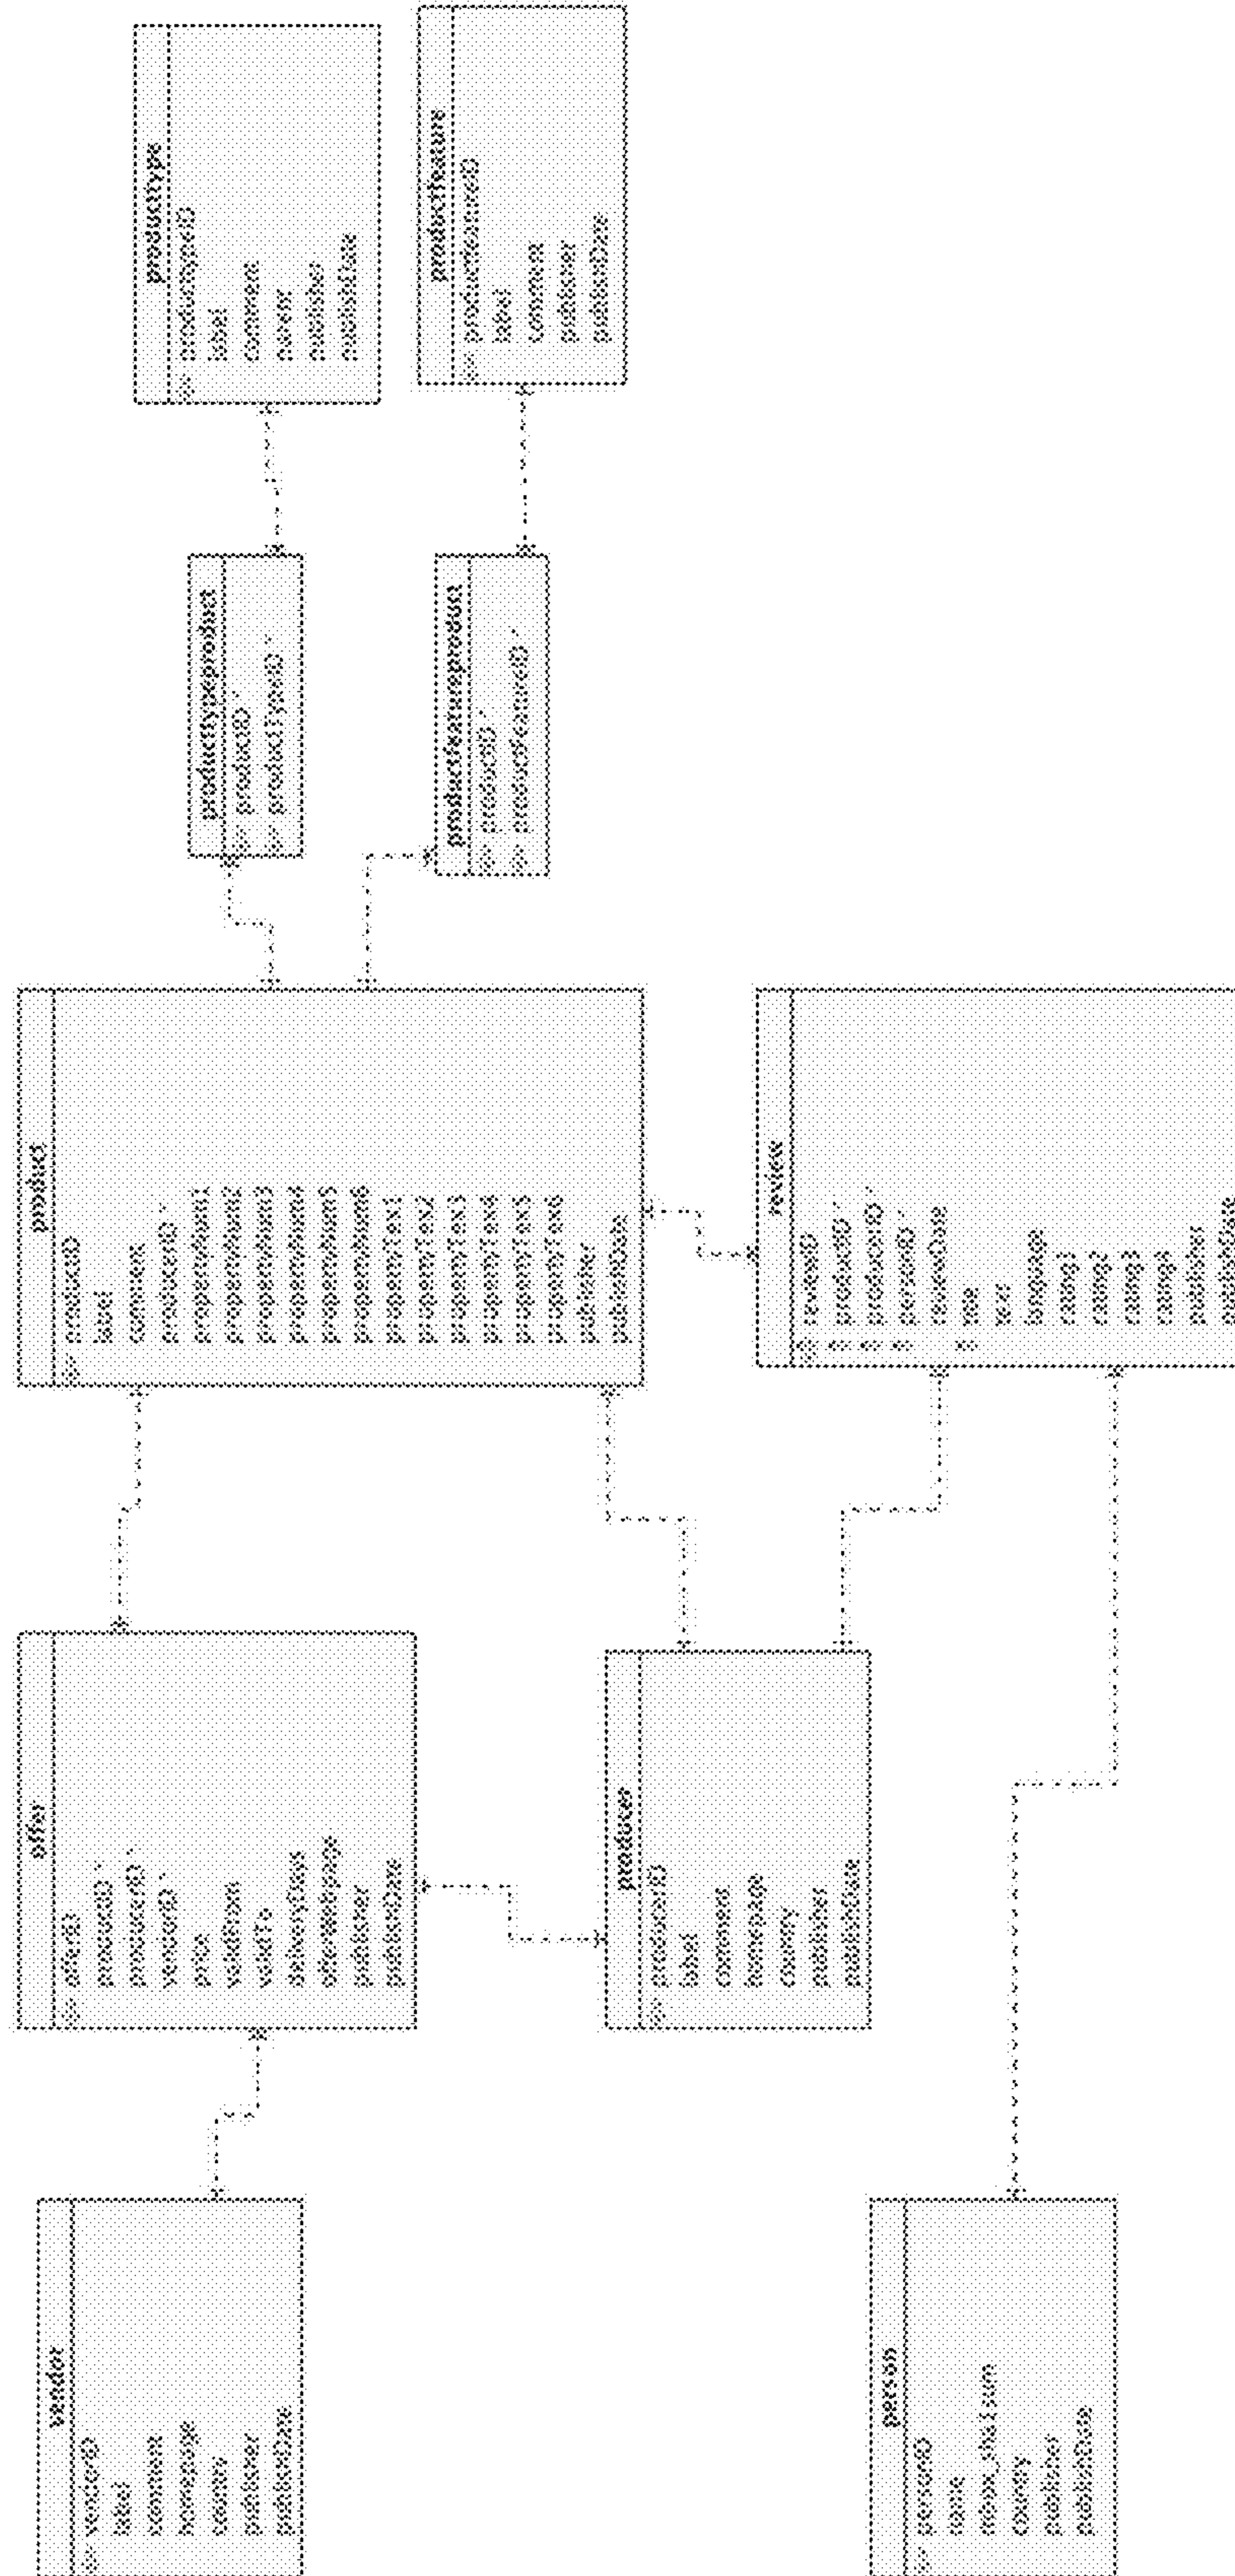 vendor
vendorID
label
comment
homepage
country
publisher
publishDate
offer
offerID
productID*
producerID*
vendorID*
price
validFrom
validTo
deliveryDays
offerWebpage
publisher
publishDate
product
productID
label
comment
producerID*
propertyNum1
propertyNum2
propertyNum3
propertyNum4
propertyNum5
propertyNum6
propertyTex1
propertyTex2
propertyTex3
propertyTex4
propertyTex5
propertyTex6
publisher
publishDate
producttypeproduct
productID*
productTypeID*
producttype
productTypeID
label
comment
parent
publisher
publishDate
productfeatureproduct
productID*
productFeatureID*
productfeature
productFeatureID
label
comment
publisher
publishDate
producer
producerID
label
comment
homepage
country
publisher
publishDate
review
reviewID
productID*
producerID*
personID*
reviewDate
title
text
language
rating1
rating2
rating3
rating4
publisher
publishDate
person
personID
name
mbox_sha1sum
country
publisher
publishDate